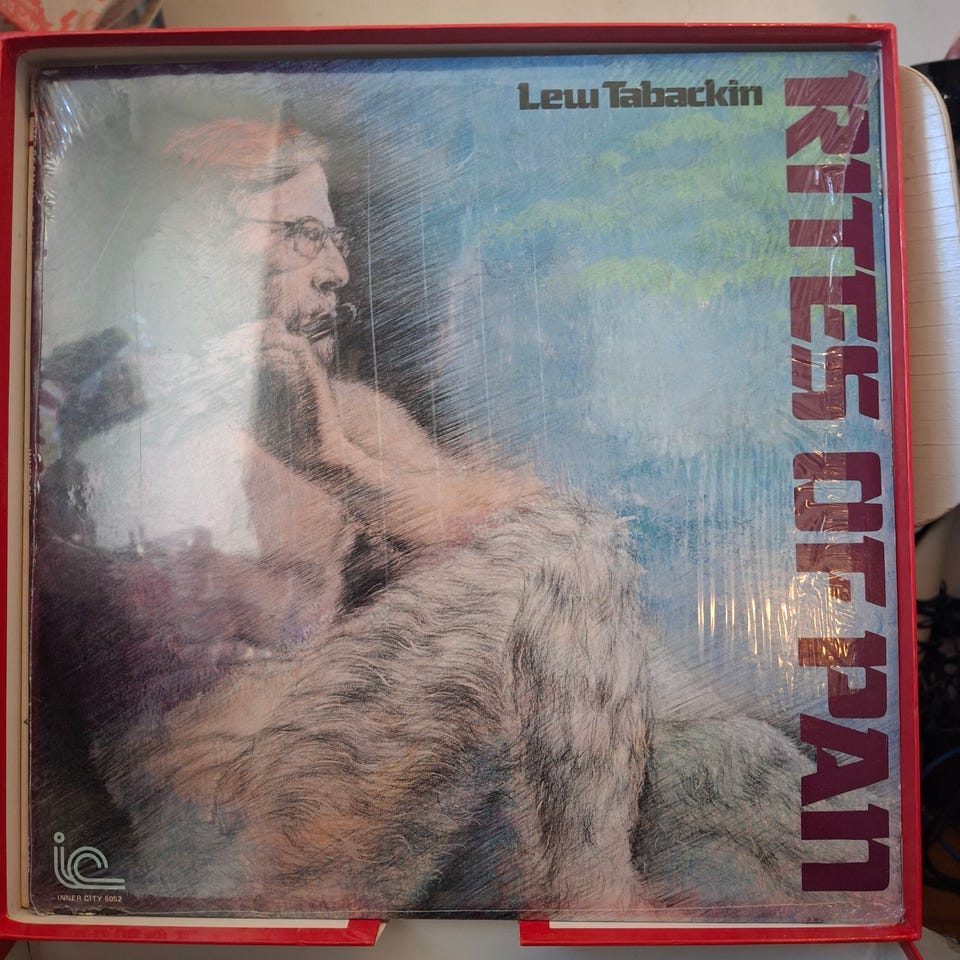 Lew Tabackin
RITES OF PAN
ic
INNER CITY 6052